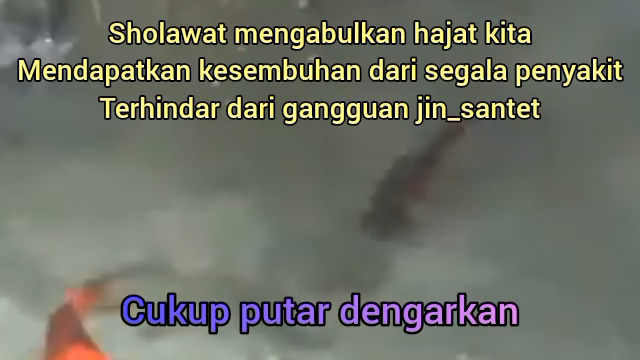 Sholawat mengabulkan hajat kita
Mendapatkan kesembuhan dari segala penyakit
Terhindar dari gangguan jin_santet
Cukup putar dengarkan